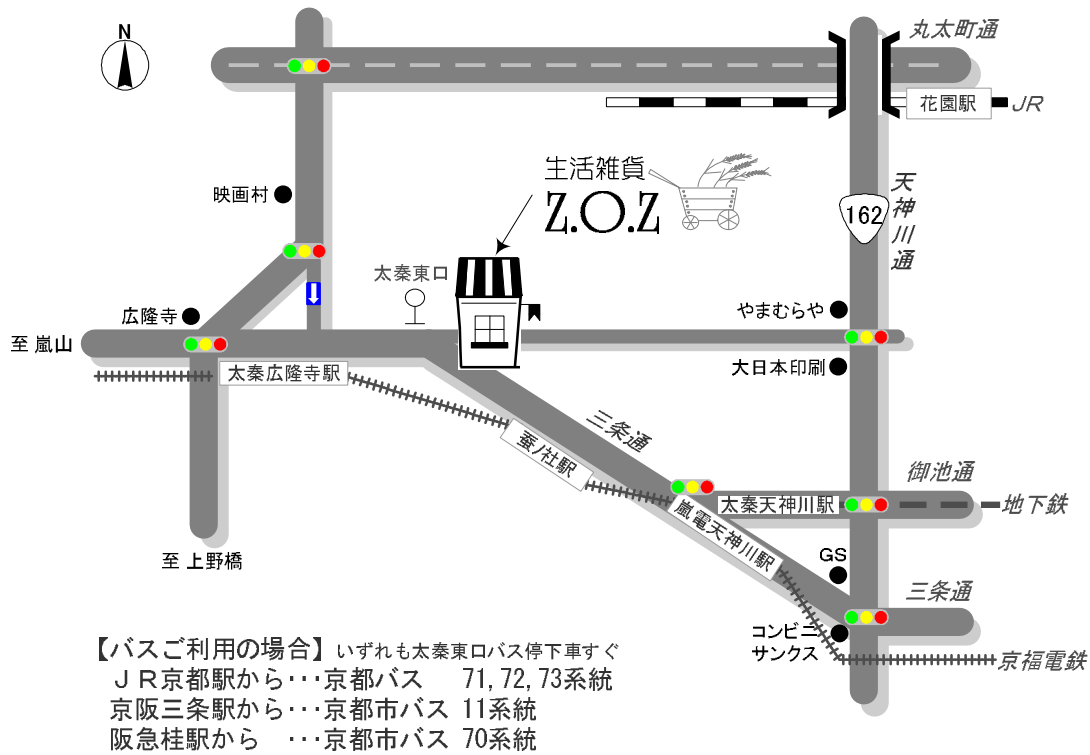 N
丸太町通
花園駅
JR
生活雑貨
Z.O.Z
映画村
162
天神川通
太秦東口
広隆寺
やまむらや
至 嵐山
太秦広隆寺駅
大日本印刷
三条通
蚕ノ社駅
御池通
太秦天神川駅
地下鉄
嵐電天神川駅
至 上野橋
GS
三条通
コンビニ
サンクス
京福電鉄
【バスご利用の場合】いずれも太秦東口バス停下車すぐ
ＪＲ京都駅から・・・京都バス 71,72,73系統
京阪三条駅から・・・京都市バス 11系統
阪急桂駅から ・・・京都市バス 70系統